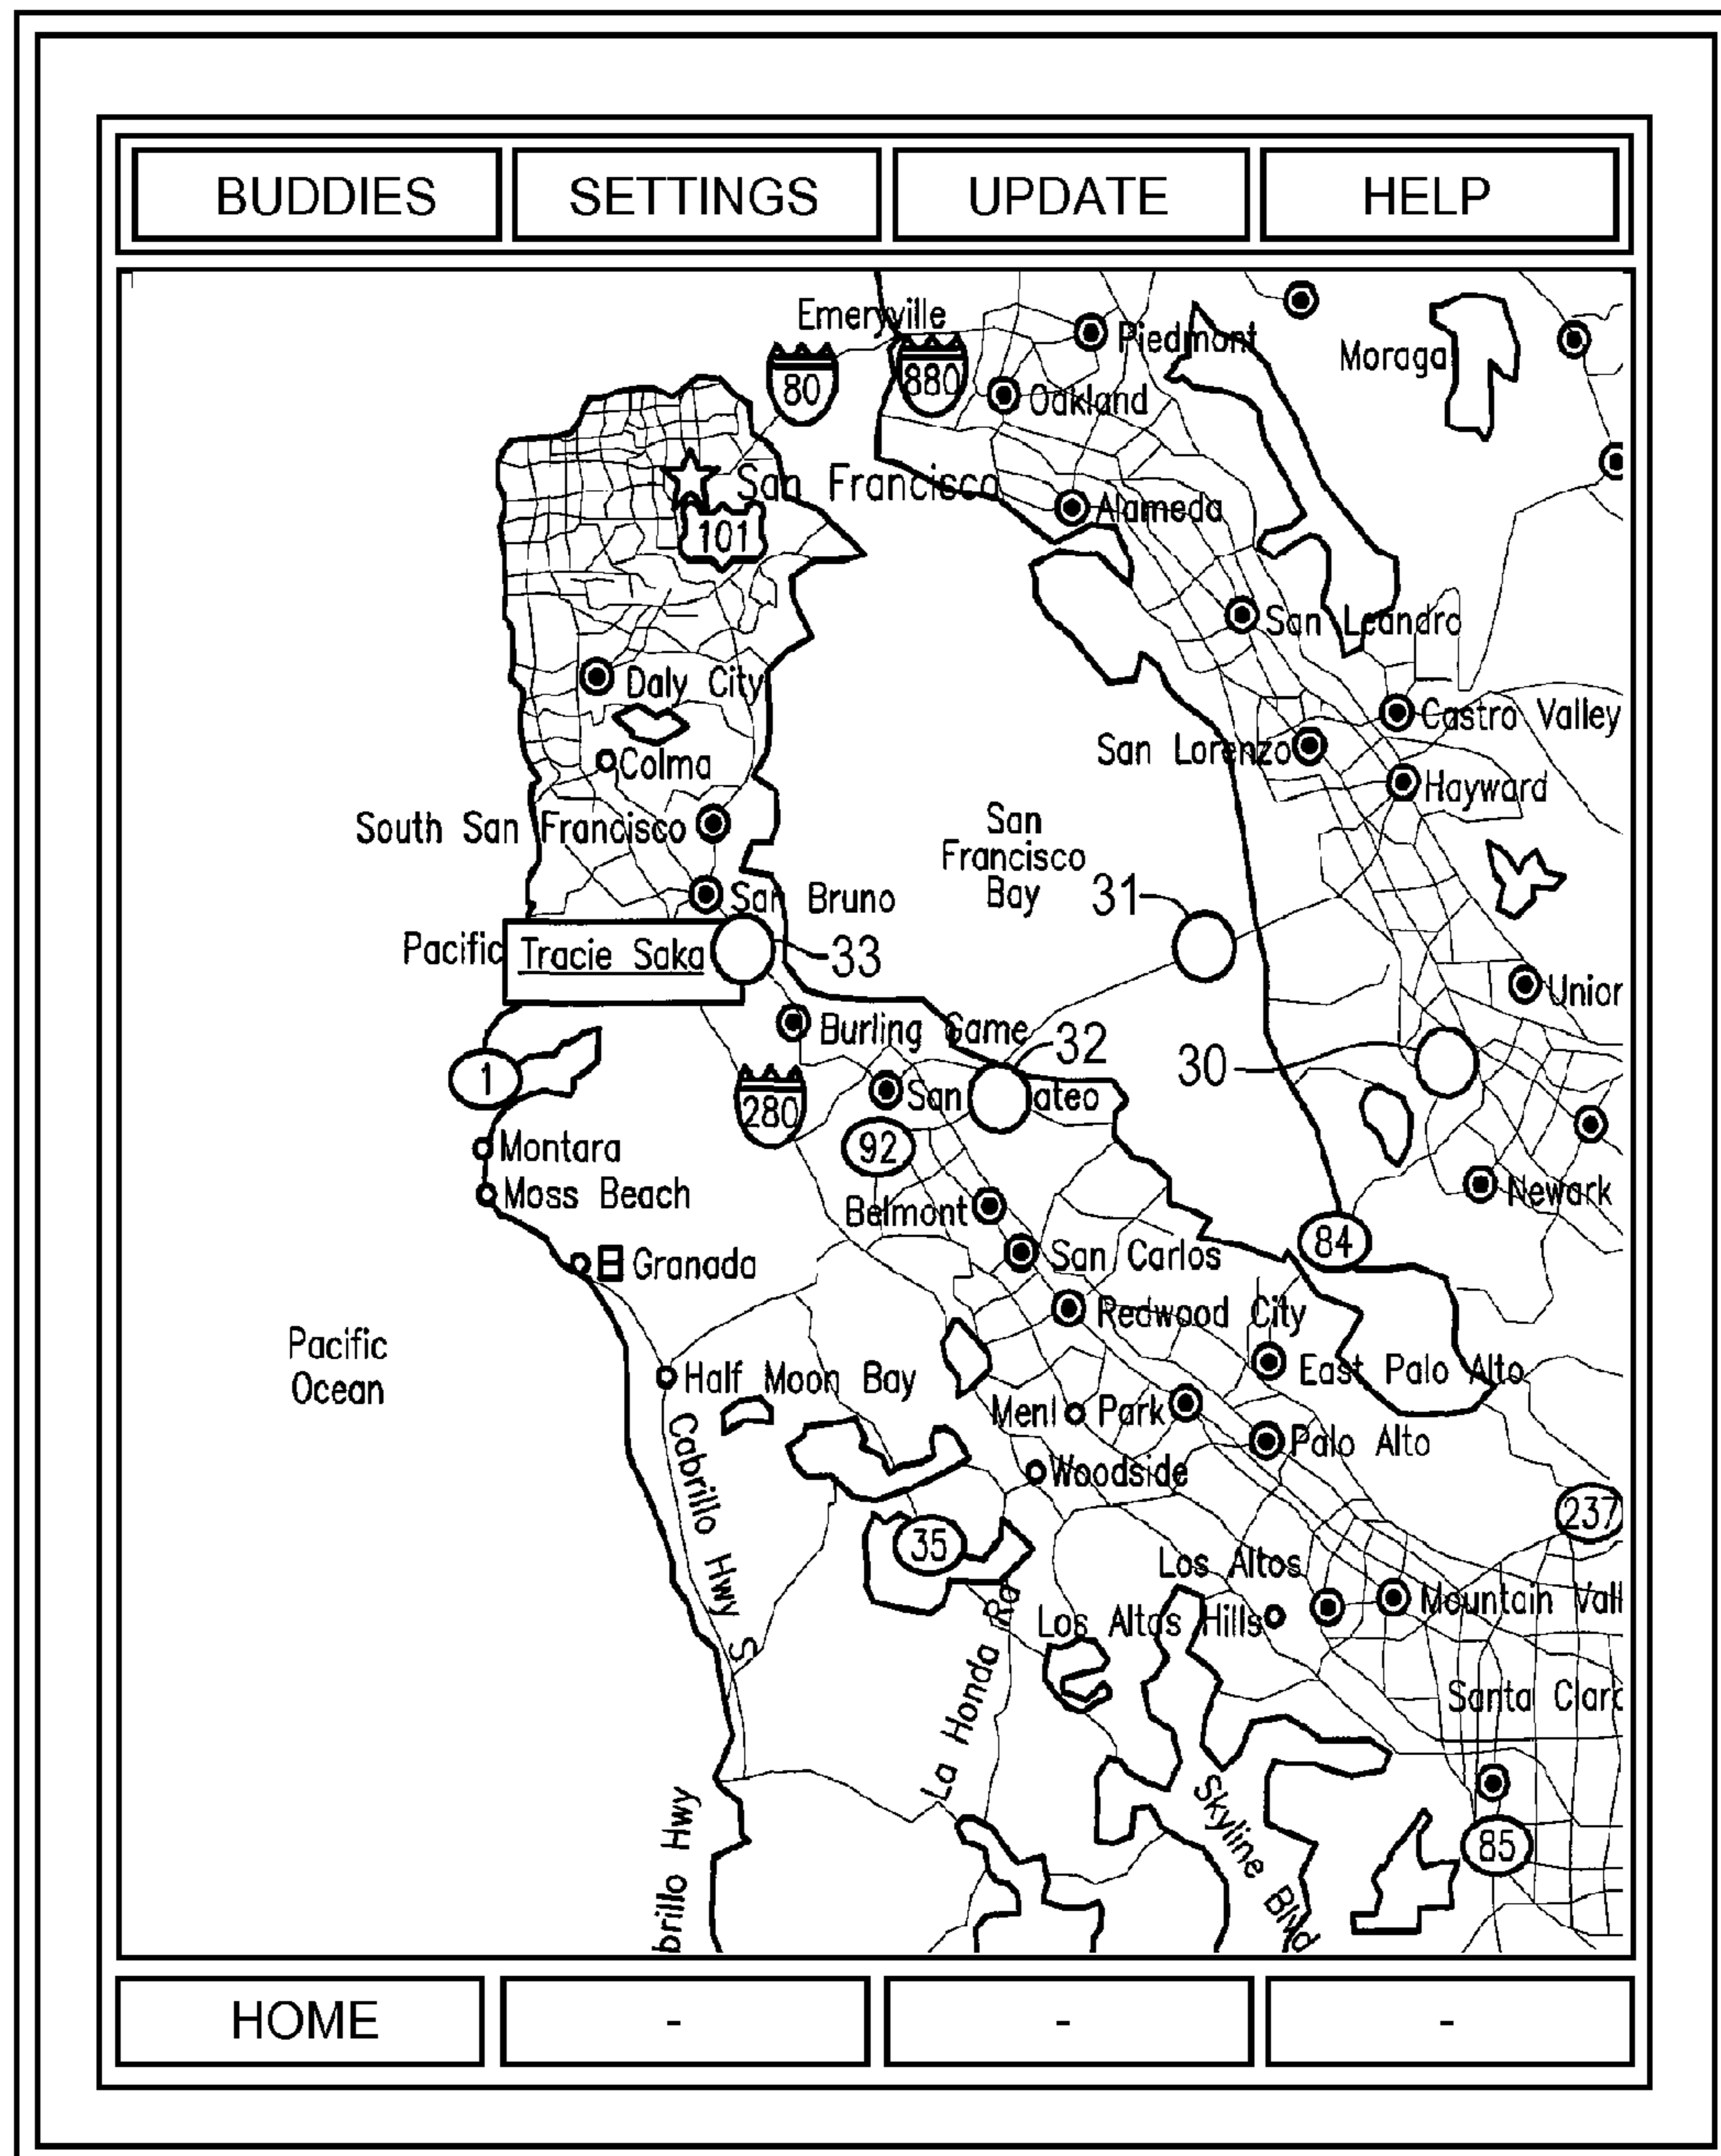 BUDDIES SETTINGS UPDATE HELP
Emeryville
Piedmont
Moraga
80
880
Oakland
San Francisco
Alameda
101
San Leandro
Daly City
Castro Valley
San Lorenzo
Colma
Hayward
South San Francisco
San
Francisco
Bay
31
San Bruno
Pacific
Tracie Saka
33
Union
Burling Game
32
30
1
280
San ateo
92
Montara
Moss Beach
Newark
Belmont
84
San Carlos
Granada
Redwood City
Pacific
Ocean
East Palo Alto
Half Moon Bay
Menl Park
Palo Alto
Woodside
Cabrillo Hwy S
237
35
Los Altos
Mountain Vall
Los Altos Hills
La Honda Rd
Santa Clara
Skyline Blvd
85
brillo Hwy
HOME - - -